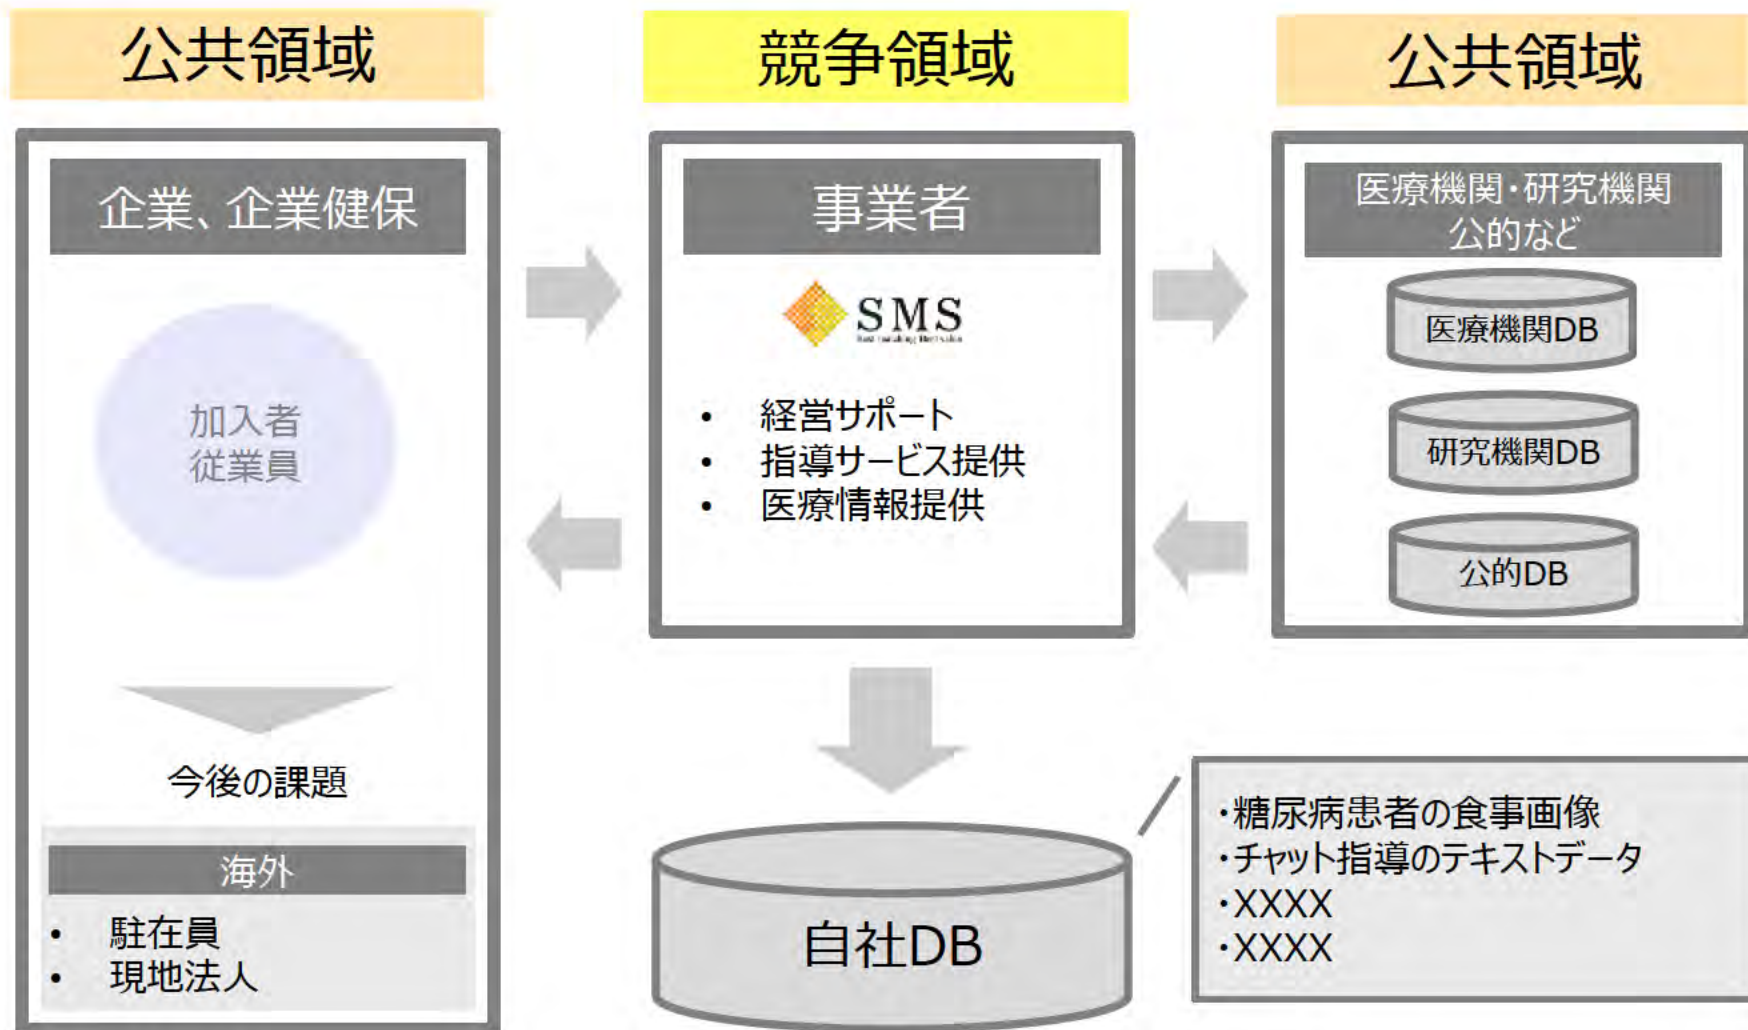 公共領域
企業、企業健保
加入者
従業員
今後の課題
海外
• 駐在員
• 現地法人
競争領域
事業者
SMS
• 経営サポート
• 指導サービス提供
• 医療情報提供
自社DB
公共領域
医療機関・研究機関
公的など
医療機関DB
研究機関DB
公的DB
・糖尿病患者の食事画像
・チャット指導のテキストデータ
・XXXX
・XXXX